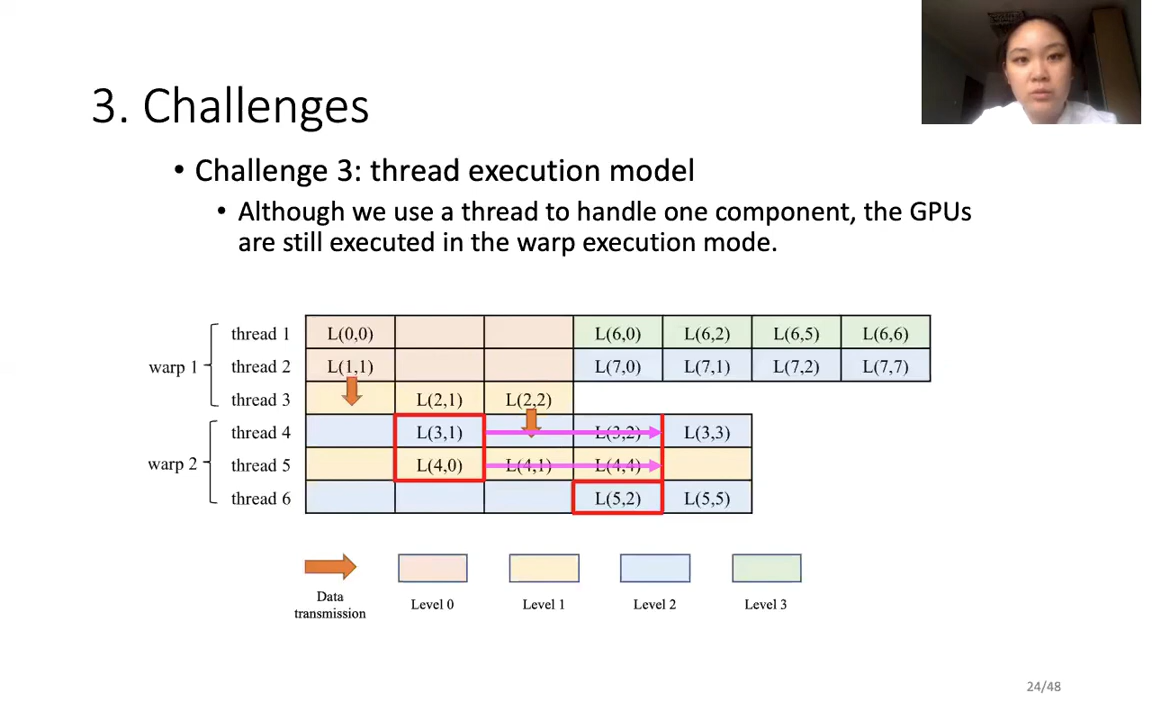 3. Challenges
• Challenge 3: thread execution model
• Although we use a thread to handle one component, the GPUs
are still executed in the warp execution mode.
thread 1 L(0,0) L(6,0) L(6,2) L(6,5) L(6,6)
warp 1
thread 2 L(1,1) L(7,0) L(7,1) L(7,2) L(7,7)
thread 3 L(2,1) L(2,2)
thread 4 L(3,1) L(3,2) L(3,3)
warp 2
thread 5 L(4,0) L(4,1) L(4,4)
thread 6 L(5,2) L(5,5)
Data
transmission
Level 0
Level 1
Level 2
Level 3
24/48